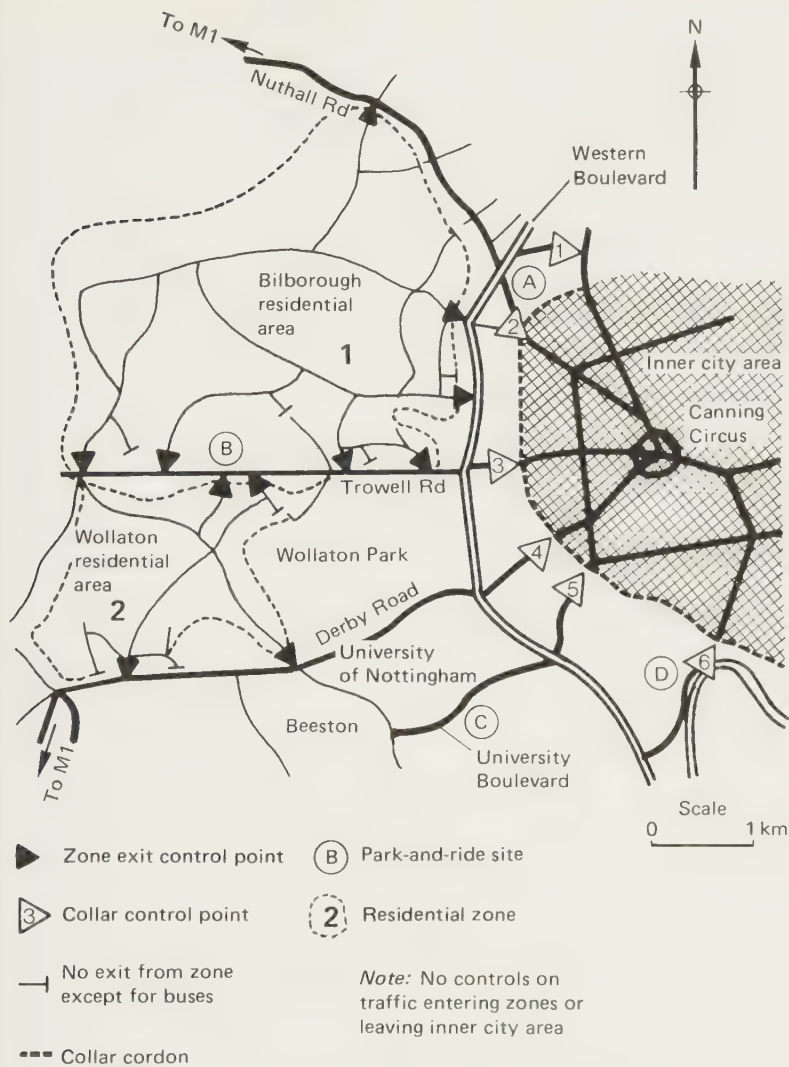 To M1
Nuthall Rd
N
Western
Boulevard
1
A
Bilborough
residential
area
1
2
Inner city area
Canning
Circus
B
3
Trowell Rd
Wollaton
residential
area
2
Wollaton Park
4
5
Derby Road
University
of Nottingham
6
D
C
Beeston
University
Boulevard
To M1
Scale
0 1 km
Zone exit control point
B Park-and-ride site
3 Collar control point
2 Residential zone
No exit from zone
except for buses
Note: No controls on
traffic entering zones or
leaving inner city area
Collar cordon